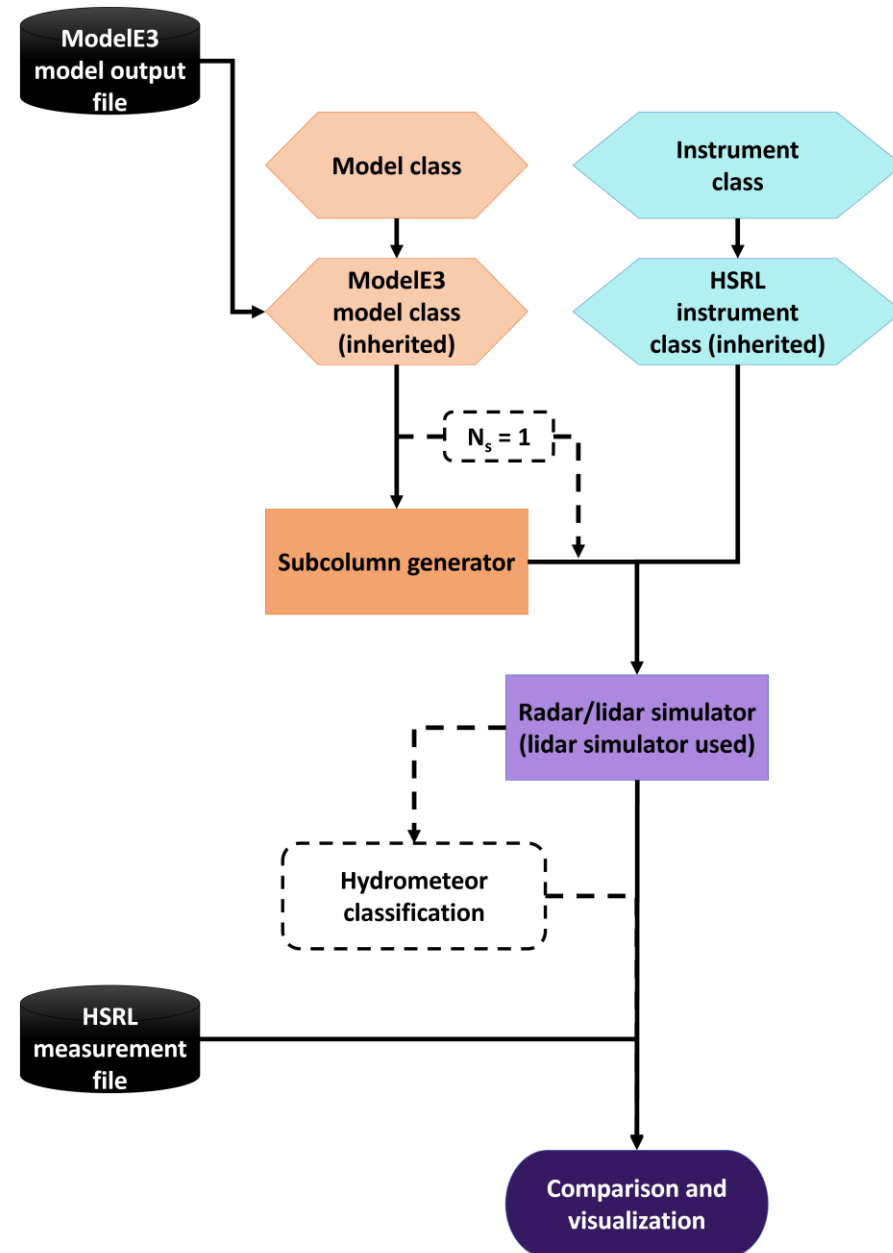 ModelE3
model output
file
Model class
Instrument
class
ModelE3
model class
(inherited)
HSRL
instrument
class (inherited)
Nₛ = 1
Subcolumn generator
Radar/lidar simulator
(lidar simulator used)
Hydrometeor
classification
HSRL
measurement
file
Comparison and
visualization